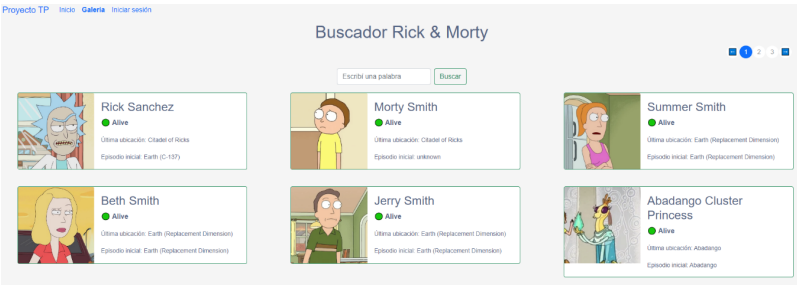 Proyecto TP Inicio Galería Iniciar sesión
Buscador Rick & Morty
1 2 3
Escribí una palabra Buscar
Rick Sanchez
Alive
Última ubicación: Citadel of Ricks
Episodio inicial: Earth (C-137)
Morty Smith
Alive
Última ubicación: Citadel of Ricks
Episodio inicial: unknown
Summer Smith
Alive
Última ubicación: Earth (Replacement Dimension)
Episodio inicial: Earth (Replacement Dimension)
Beth Smith
Alive
Última ubicación: Earth (Replacement Dimension)
Episodio inicial: Earth (Replacement Dimension)
Jerry Smith
Alive
Última ubicación: Earth (Replacement Dimension)
Episodio inicial: Earth (Replacement Dimension)
Abadango Cluster
Princess
Alive
Última ubicación: Abadango
Episodio inicial: Abadango